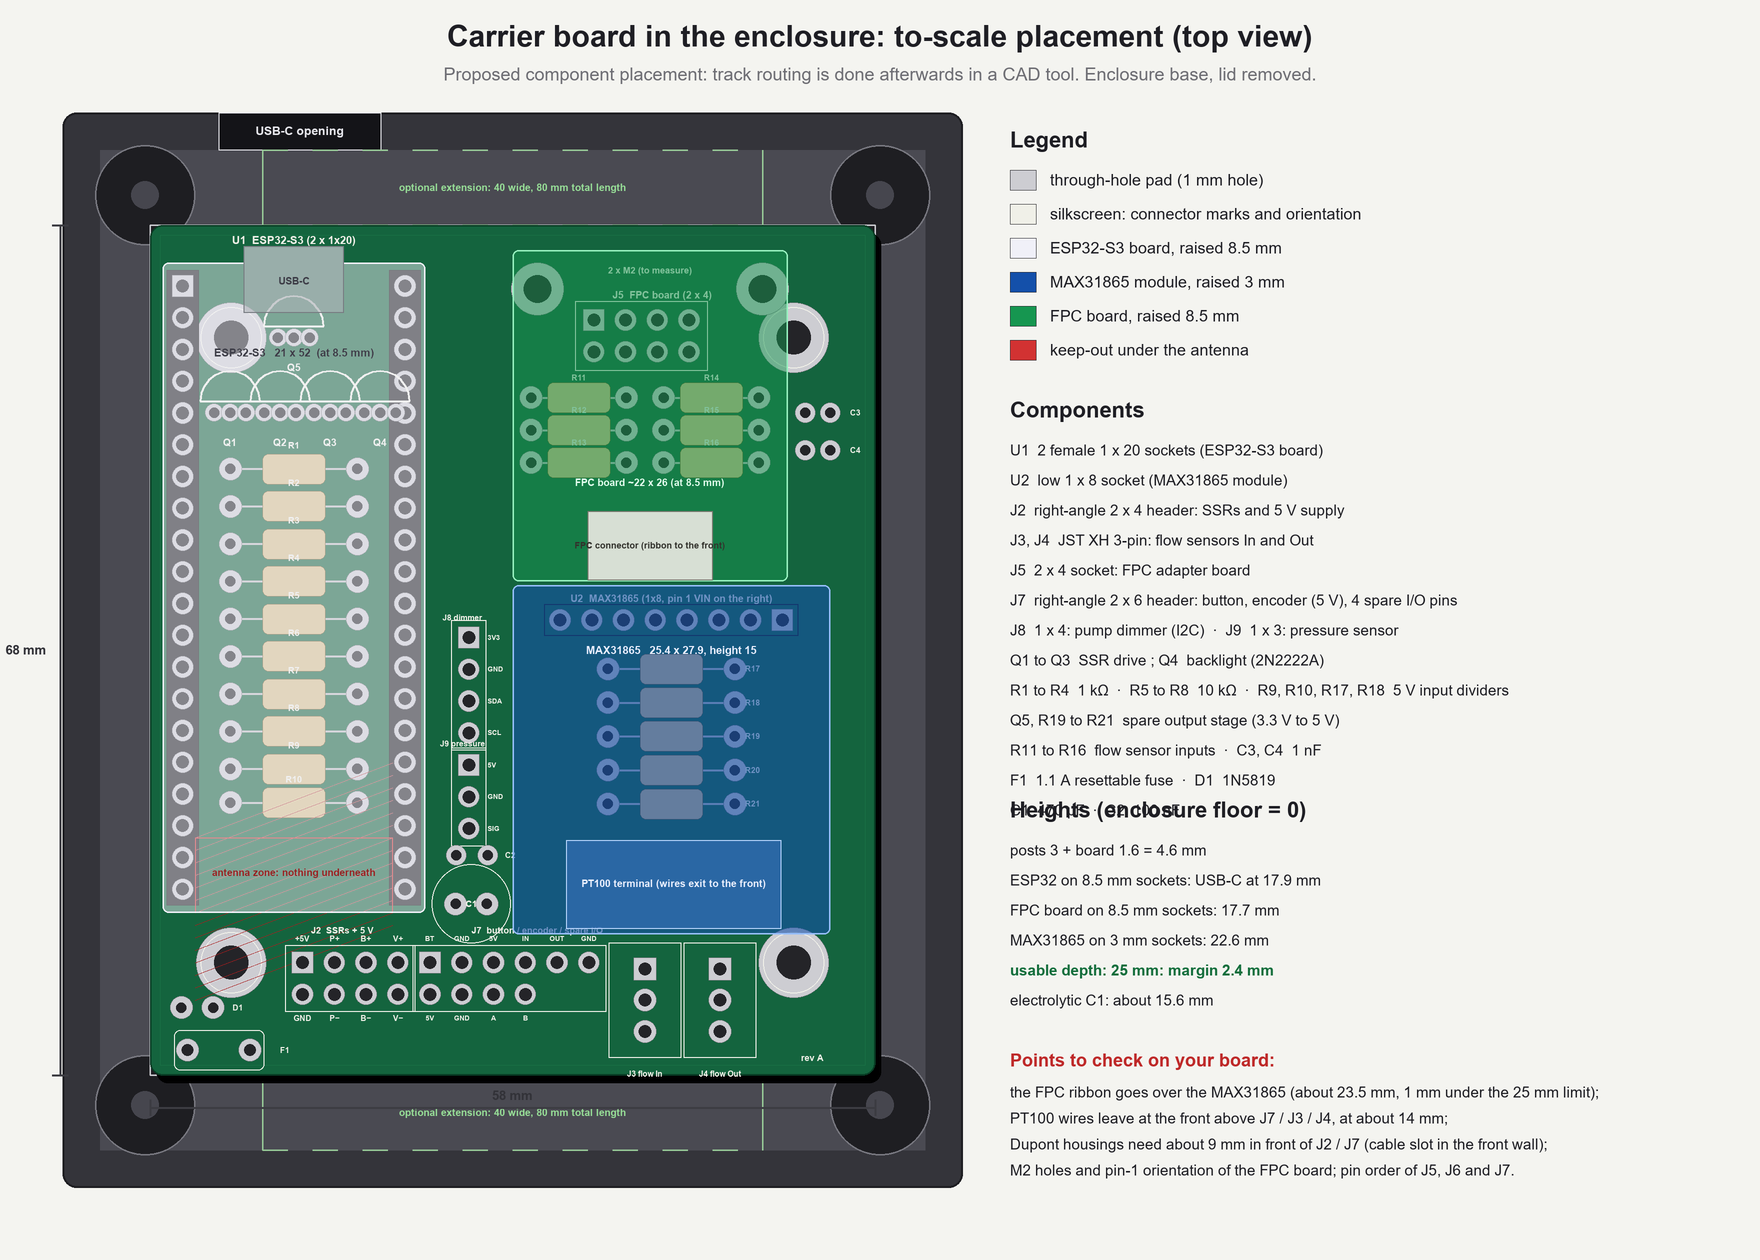 Carrier board in the enclosure: to-scale placement (top view)
Proposed component placement: track routing is done afterwards in a CAD tool. Enclosure base, lid removed.
USB-C opening
optional extension: 40 wide, 80 mm total length
U1 ESP32-S3 (2 x 1x20)
USB-C
ESP32-S3 21 x 52 (at 8.5 mm)
Q5
Q1
Q2
Q3
Q4
R1
R2
R3
R4
R5
R6
R7
R8
R9
R10
antenna zone: nothing underneath
2 x M2 (to measure)
J5 FPC board (2 x 4)
R11
R14
R12
R15
R13
R16
C3
C4
FPC board ~22 x 26 (at 8.5 mm)
FPC connector (ribbon to the front)
U2 MAX31865 (1x8, pin 1 VIN on the right)
MAX31865 25.4 x 27.9, height 15
R17
R18
R19
R20
R21
PT100 terminal (wires exit to the front)
J8 dimmer
3V3
GND
SDA
SCL
J9 pressure
5V
GND
SIG
C2
C1
J2 SSRs + 5 V
+5V P+ B+ V+
GND P− B− V−
J7 button / encoder / spare I/O
BT GND 3V IN OUT GND
5V GND A B
D1
F1
J3 flow In
J4 flow Out
rev A
68 mm
58 mm
optional extension: 40 wide, 80 mm total length
Legend
through-hole pad (1 mm hole)
silkscreen: connector marks and orientation
ESP32-S3 board, raised 8.5 mm
MAX31865 module, raised 3 mm
FPC board, raised 8.5 mm
keep-out under the antenna
Components
U1 2 female 1 x 20 sockets (ESP32-S3 board)
U2 low 1 x 8 socket (MAX31865 module)
J2 right-angle 2 x 4 header: SSRs and 5 V supply
J3, J4 JST XH 3-pin: flow sensors In and Out
J5 2 x 4 socket: FPC adapter board
J7 right-angle 2 x 6 header: button, encoder (5 V), 4 spare I/O pins
J8 1 x 4: pump dimmer (I2C) · J9 1 x 3: pressure sensor
Q1 to Q3 SSR drive ; Q4 backlight (2N2222A)
R1 to R4 1 kΩ · R5 to R8 10 kΩ · R9, R10, R17, R18 5 V input dividers
Q5, R19 to R21 spare output stage (3.3 V to 5 V)
R11 to R16 flow sensor inputs · C3, C4 1 nF
F1 1.1 A resettable fuse · D1 1N5819
Heights (enclosure floor = 0)
posts 3 + board 1.6 = 4.6 mm
ESP32 on 8.5 mm sockets: USB-C at 17.9 mm
FPC board on 8.5 mm sockets: 17.7 mm
MAX31865 on 3 mm sockets: 22.6 mm
usable depth: 25 mm: margin 2.4 mm
electrolytic C1: about 15.6 mm
Points to check on your board:
the FPC ribbon goes over the MAX31865 (about 23.5 mm, 1 mm under the 25 mm limit);
PT100 wires leave at the front above J7 / J3 / J4, at about 14 mm;
Dupont housings need about 9 mm in front of J2 / J7 (cable slot in the front wall);
M2 holes and pin-1 orientation of the FPC board; pin order of J5, J6 and J7.